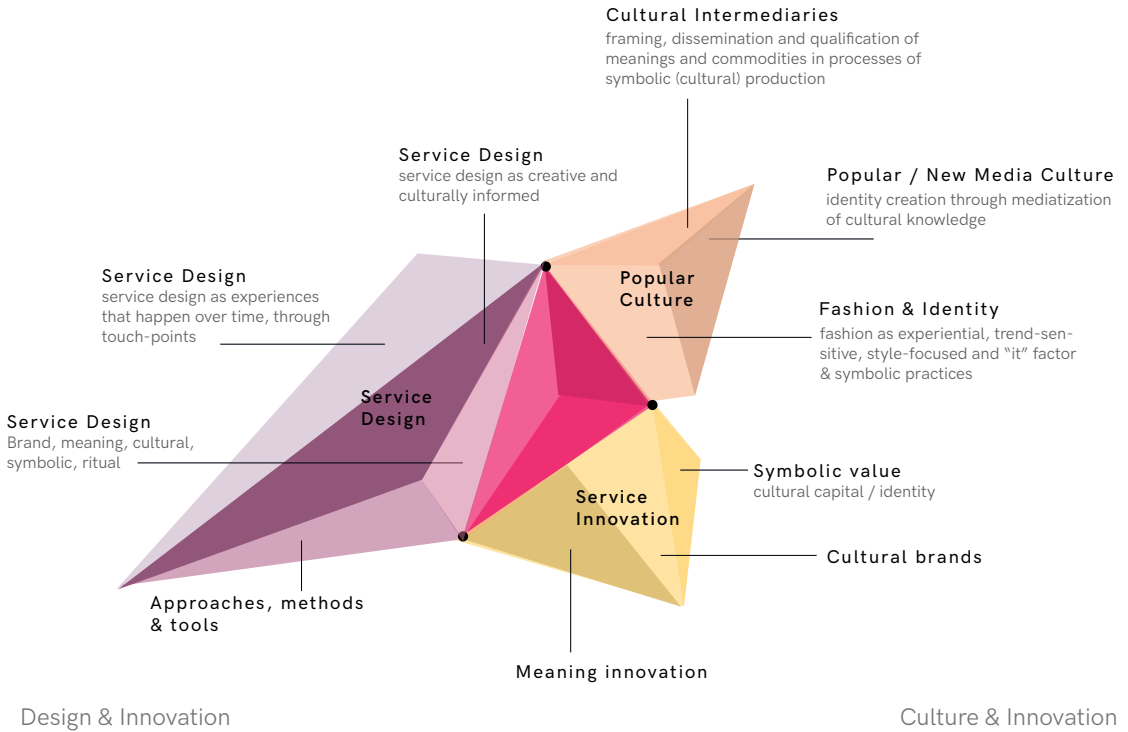 Cultural Intermediaries
framing, dissemination and qualification of
meanings and commodities in processes of
symbolic (cultural) production
Service Design
service design as creative and
culturally informed
Popular / New Media Culture
identity creation through mediatization
of cultural knowledge
Service Design
service design as experiences
that happen over time, through
touch-points
Popular
Culture
Fashion & Identity
fashion as experiential, trend-sen-
sitive, style-focused and “it” factor
& symbolic practices
Service
Design
Service Design
Brand, meaning, cultural,
symbolic, ritual
Symbolic value
cultural capital / identity
Service
Innovation
Cultural brands
Approaches, methods
& tools
Meaning innovation
Design & Innovation
Culture & Innovation